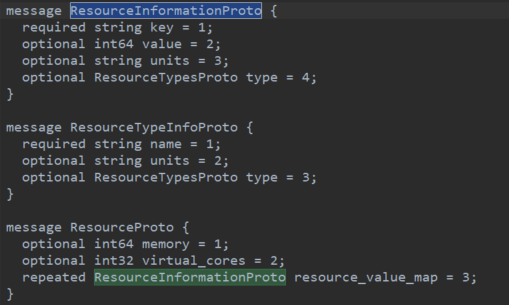 message ResourceInformationProto {
  required string key = 1;
  optional int64 value = 2;
  optional string units = 3;
  optional ResourceTypesProto type = 4;
}
message ResourceTypeInfoProto {
  required string name = 1;
  optional string units = 2;
  optional ResourceTypesProto type = 3;
}
message ResourceProto {
  optional int64 memory = 1;
  optional int32 virtual_cores = 2;
  repeated ResourceInformationProto resource_value_map = 3;
}